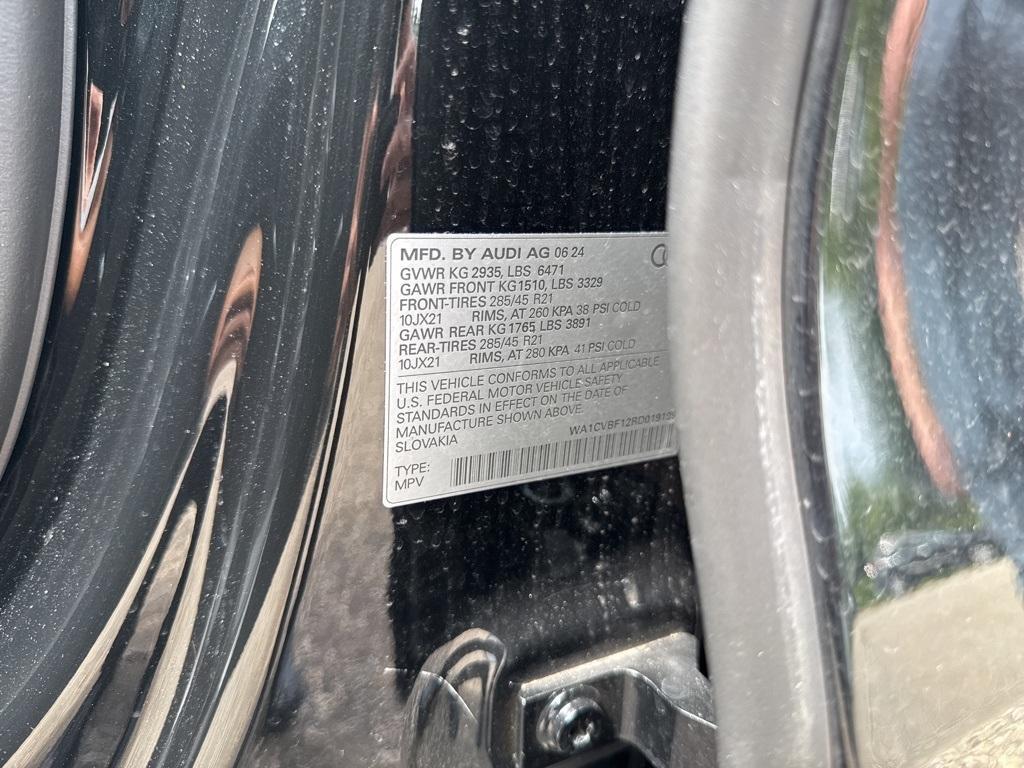 MFD. BY AUDI AG 06 24
GVWR KG 2935, LBS 6471
GAWR FRONT KG1510, LBS 3329
FRONT-TIRES 285/45 R21
10JX21 RIMS, AT 260 KPA 38 PSI COLD
GAWR REAR KG 1765, LBS 3891
REAR-TIRES 285/45 R21
10JX21 RIMS, AT 280 KPA 41 PSI COLD
THIS VEHICLE CONFORMS TO ALL APPLICABLE
U.S. FEDERAL MOTOR VEHICLE SAFETY
STANDARDS IN EFFECT ON THE DATE OF
MANUFACTURE SHOWN ABOVE.
SLOVAKIA
WA1CVBF12RD019139
TYPE:
MPV